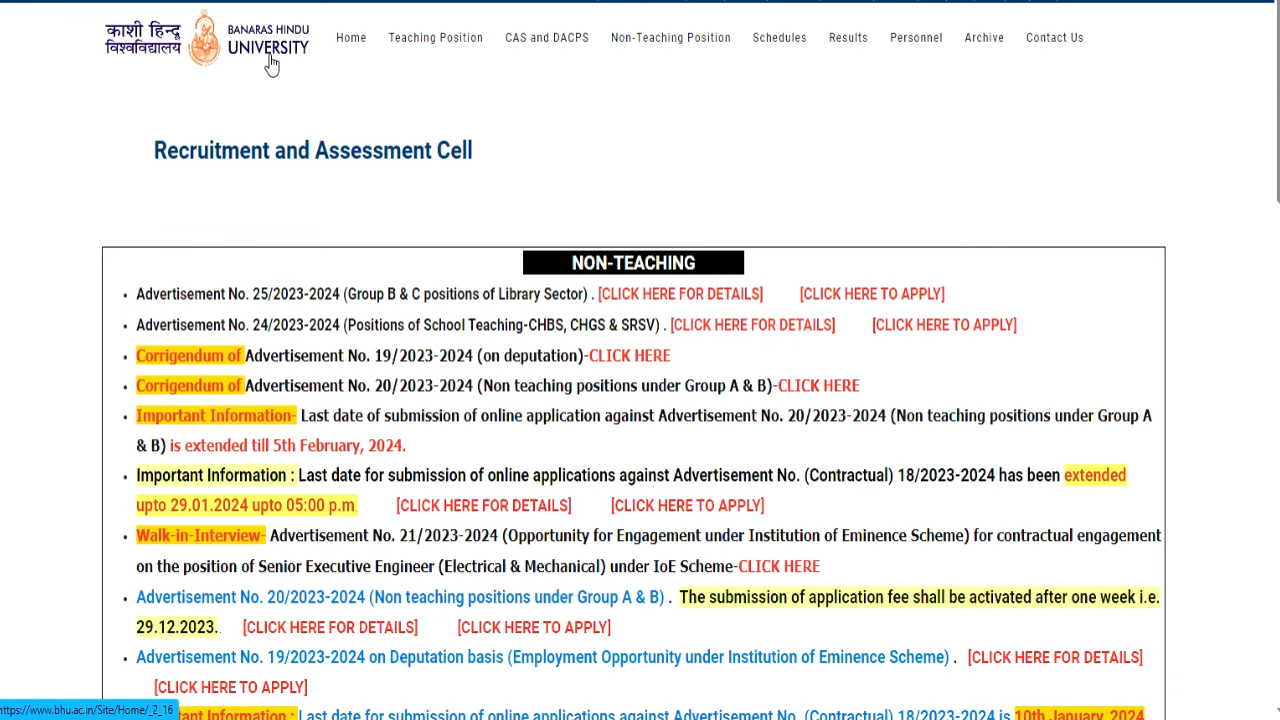 काशी हिन्दू
विश्वविद्यालय
BANARAS HINDU
UNIVERSITY
Home Teaching Position CAS and DACPS Non-Teaching Position Schedules Results Personnel Archive Contact Us
Recruitment and Assessment Cell
NON-TEACHING
Advertisement No. 25/2023-2024 (Group B & C positions of Library Sector) . [CLICK HERE FOR DETAILS] [CLICK HERE TO APPLY]
Advertisement No. 24/2023-2024 (Positions of School Teaching-CHBS, CHGS & SRSV) . [CLICK HERE FOR DETAILS] [CLICK HERE TO APPLY]
Corrigendum of Advertisement No. 19/2023-2024 (on deputation)-CLICK HERE
Corrigendum of Advertisement No. 20/2023-2024 (Non teaching positions under Group A & B)-CLICK HERE
Important Information- Last date of submission of online application against Advertisement No. 20/2023-2024 (Non teaching positions under Group A
& B) is extended till 5th February, 2024.
Important Information : Last date for submission of online applications against Advertisement No. (Contractual) 18/2023-2024 has been extended
upto 29.01.2024 upto 05:00 p.m [CLICK HERE FOR DETAILS] [CLICK HERE TO APPLY]
Walk-in-Interview- Advertisement No. 21/2023-2024 (Opportunity for Engagement under Institution of Eminence Scheme) for contractual engagement
on the position of Senior Executive Engineer (Electrical & Mechanical) under IoE Scheme-CLICK HERE
Advertisement No. 20/2023-2024 (Non teaching positions under Group A & B) . The submission of application fee shall be activated after one week i.e.
29.12.2023. [CLICK HERE FOR DETAILS] [CLICK HERE TO APPLY]
Advertisement No. 19/2023-2024 on Deputation basis (Employment Opportunity under Institution of Eminence Scheme) . [CLICK HERE FOR DETAILS]
[CLICK HERE TO APPLY]
https://www.bhu.ac.in/Site/Home/_2_16
tant Information : Last date for submission of online applications against Advertisement No. (Contractual) 18/2023-2024 is 10th January, 2024